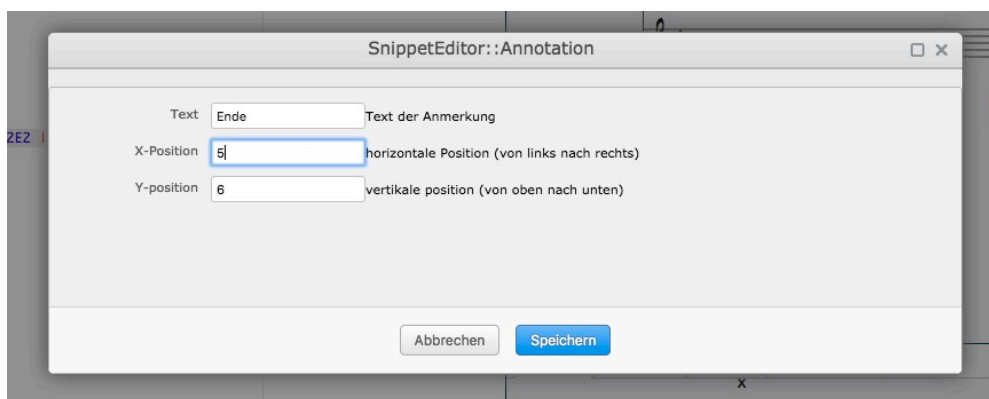 SnippetEditor::Annotation
Text Ende Text der Anmerkung
2E2 |
X-Position 5 horizontale Position (von links nach rechts)
Y-position 6 vertikale position (von oben nach unten)
Abbrechen Speichern
x